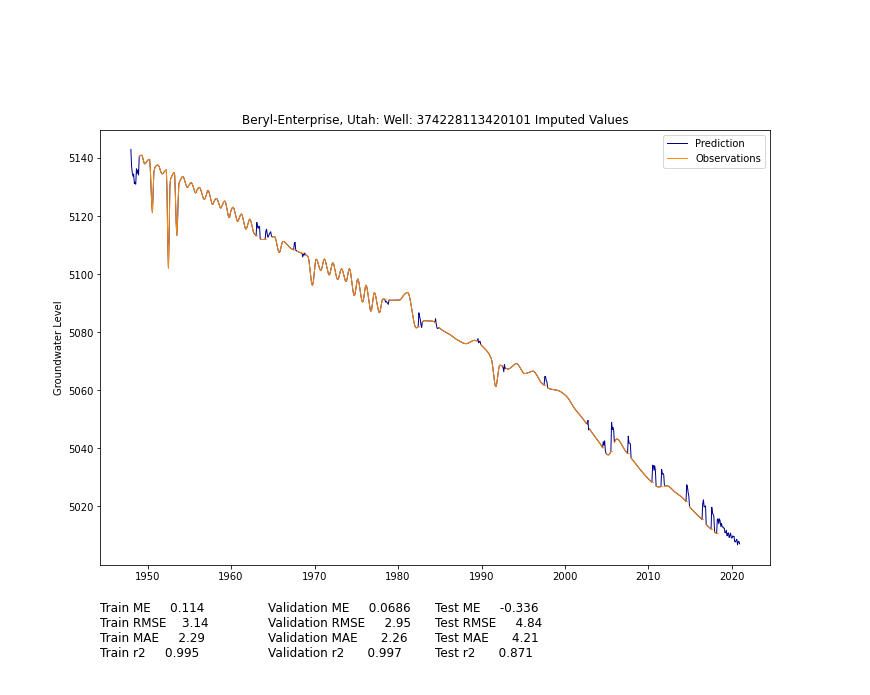 Beryl-Enterprise, Utah: Well: 374228113420101 Imputed Values
Prediction
Observations
Groundwater Level
5140
5120
5100
5080
5060
5040
5020
1950 1960 1970 1980 1990 2000 2010 2020
Train ME 0.114 Validation ME 0.0686 Test ME -0.336
Train RMSE 3.14 Validation RMSE 2.95 Test RMSE 4.84
Train MAE 2.29 Validation MAE 2.26 Test MAE 4.21
Train r2 0.995 Validation r2 0.997 Test r2 0.871